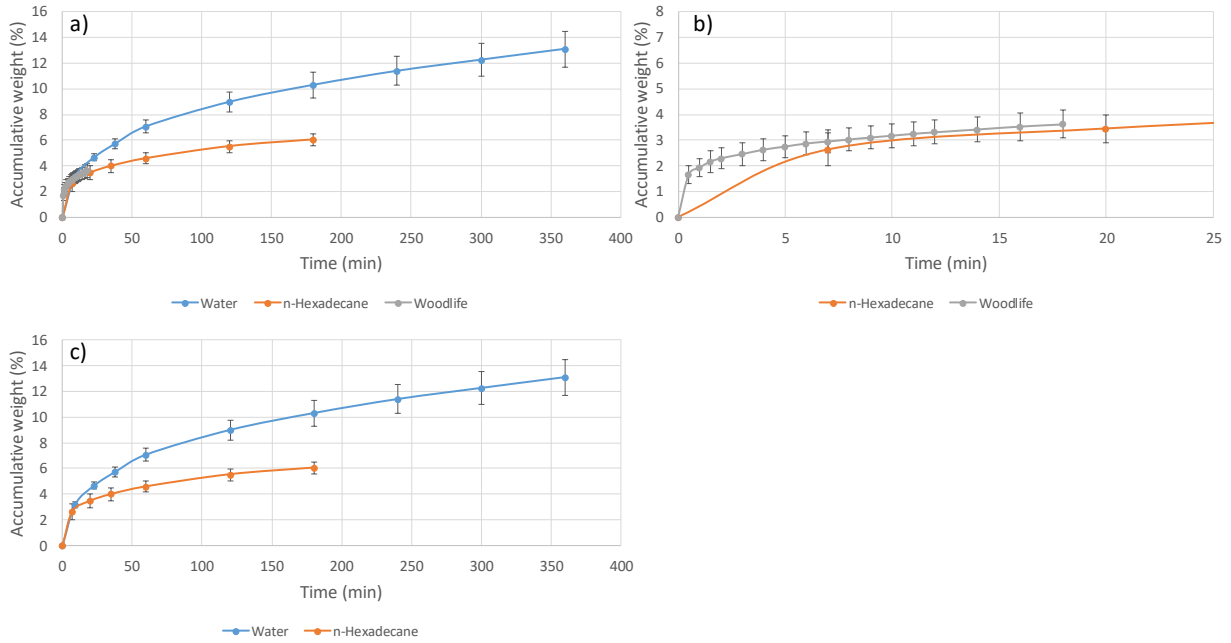 a)
Accumulative weight (%)
16
14
12
10
8
6
4
2
0
0 50 100 150 200 250 300 350 400
Time (min)
Water n-Hexadecane Woodlife
b)
Accumulative weight (%)
8
7
6
5
4
3
2
1
0
0 5 10 15 20 25
Time (min)
n-Hexadecane Woodlife
c)
Accumulative weight (%)
16
14
12
10
8
6
4
2
0
0 50 100 150 200 250 300 350 400
Time (min)
Water n-Hexadecane